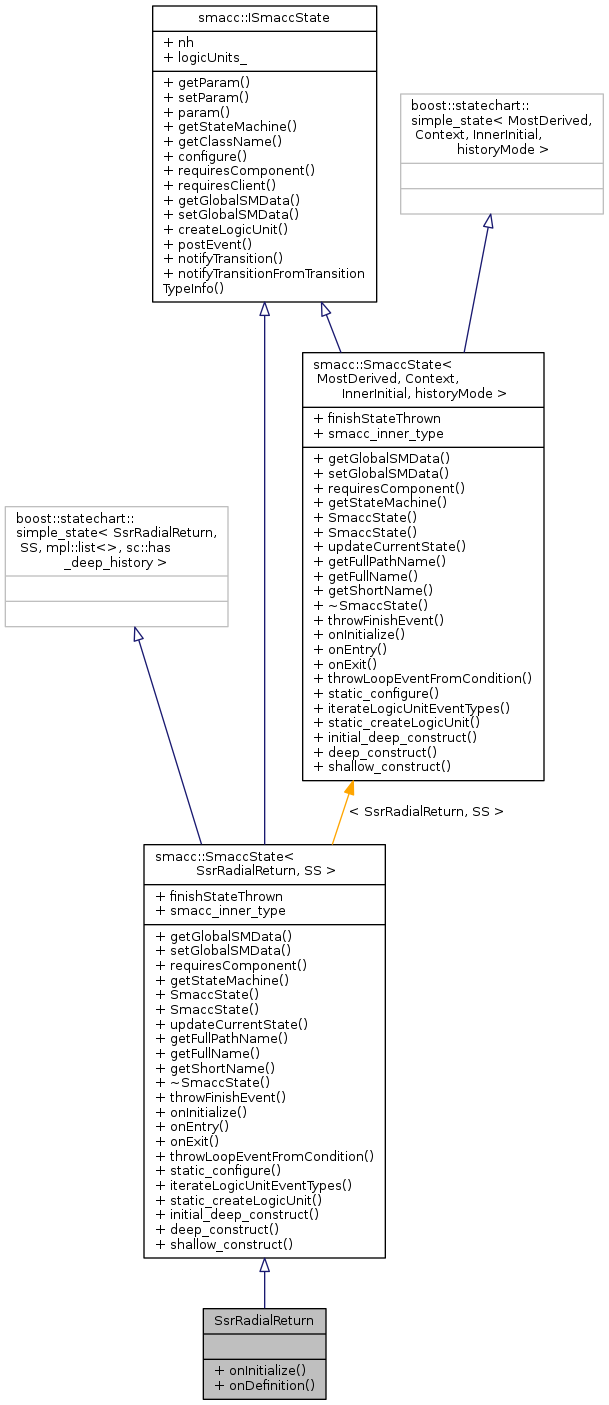 smacc::ISmaccState
+ nh
+ logicUnits_
+ getParam()
+ setParam()
+ param()
+ getStateMachine()
+ getClassName()
+ configure()
+ requiresComponent()
+ requiresClient()
+ getGlobalSMData()
+ setGlobalSMData()
+ createLogicUnit()
+ postEvent()
+ notifyTransition()
+ notifyTransitionFromTransition
TypeInfo()
boost::statechart::
simple_state< MostDerived,
Context, InnerInitial,
historyMode >
smacc::SmaccState<
MostDerived, Context,
InnerInitial, historyMode >
+ finishStateThrown
+ smacc_inner_type
+ getGlobalSMData()
+ setGlobalSMData()
+ requiresComponent()
+ getStateMachine()
+ SmaccState()
+ SmaccState()
+ updateCurrentState()
+ getFullPathName()
+ getFullName()
+ getShortName()
+ ~SmaccState()
+ throwFinishEvent()
+ onInitialize()
+ onEntry()
+ onExit()
+ throwLoopEventFromCondition()
+ static_configure()
+ iterateLogicUnitEventTypes()
+ static_createLogicUnit()
+ initial_deep_construct()
+ deep_construct()
+ shallow_construct()
boost::statechart::
simple_state< SsrRadialReturn,
SS, mpl::list<>, sc::has
_deep_history >
< SsrRadialReturn, SS >
smacc::SmaccState<
SsrRadialReturn, SS >
+ finishStateThrown
+ smacc_inner_type
+ getGlobalSMData()
+ setGlobalSMData()
+ requiresComponent()
+ getStateMachine()
+ SmaccState()
+ SmaccState()
+ updateCurrentState()
+ getFullPathName()
+ getFullName()
+ getShortName()
+ ~SmaccState()
+ throwFinishEvent()
+ onInitialize()
+ onEntry()
+ onExit()
+ throwLoopEventFromCondition()
+ static_configure()
+ iterateLogicUnitEventTypes()
+ static_createLogicUnit()
+ initial_deep_construct()
+ deep_construct()
+ shallow_construct()
SsrRadialReturn
+ onInitialize()
+ onDefinition()